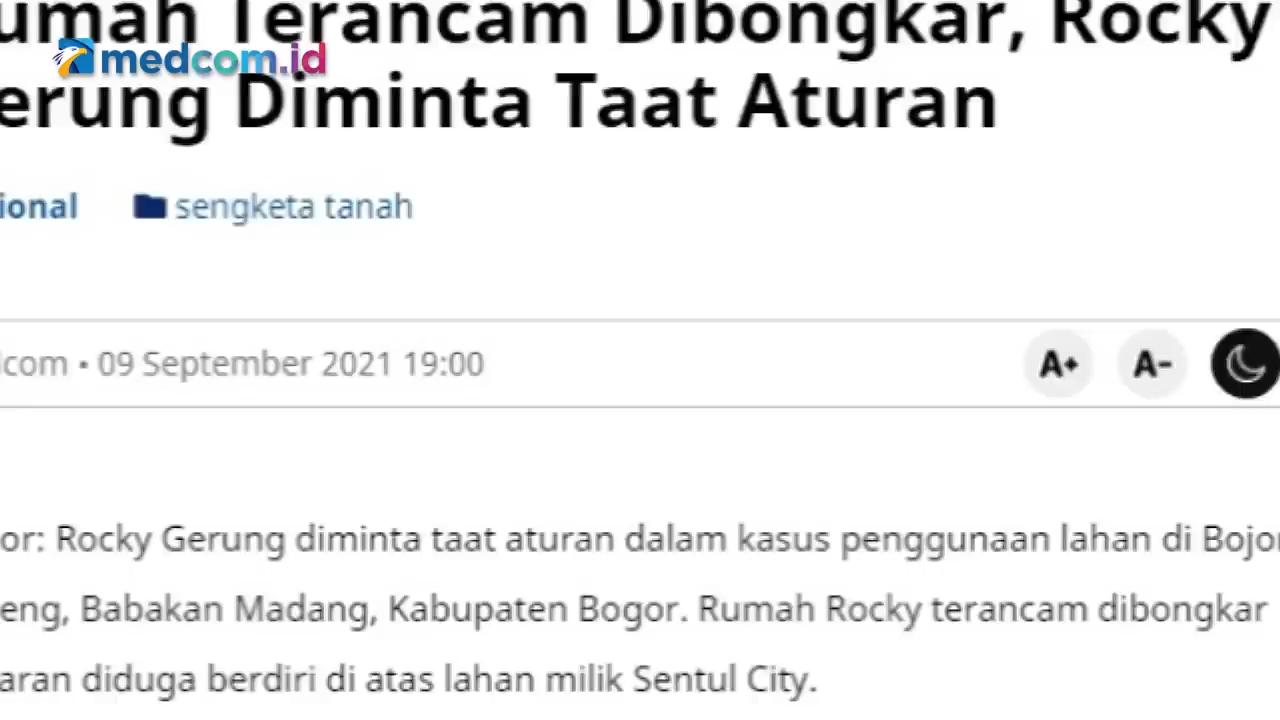 umah Terancam Dibongkar, Rocky
medcom.id
erung Diminta Taat Aturan
ional sengketa tanah
lcom • 09 September 2021 19:00 A+ A-
or: Rocky Gerung diminta taat aturan dalam kasus penggunaan lahan di Bojon
eng, Babakan Madang, Kabupaten Bogor. Rumah Rocky terancam dibongkar
aran diduga berdiri di atas lahan milik Sentul City.